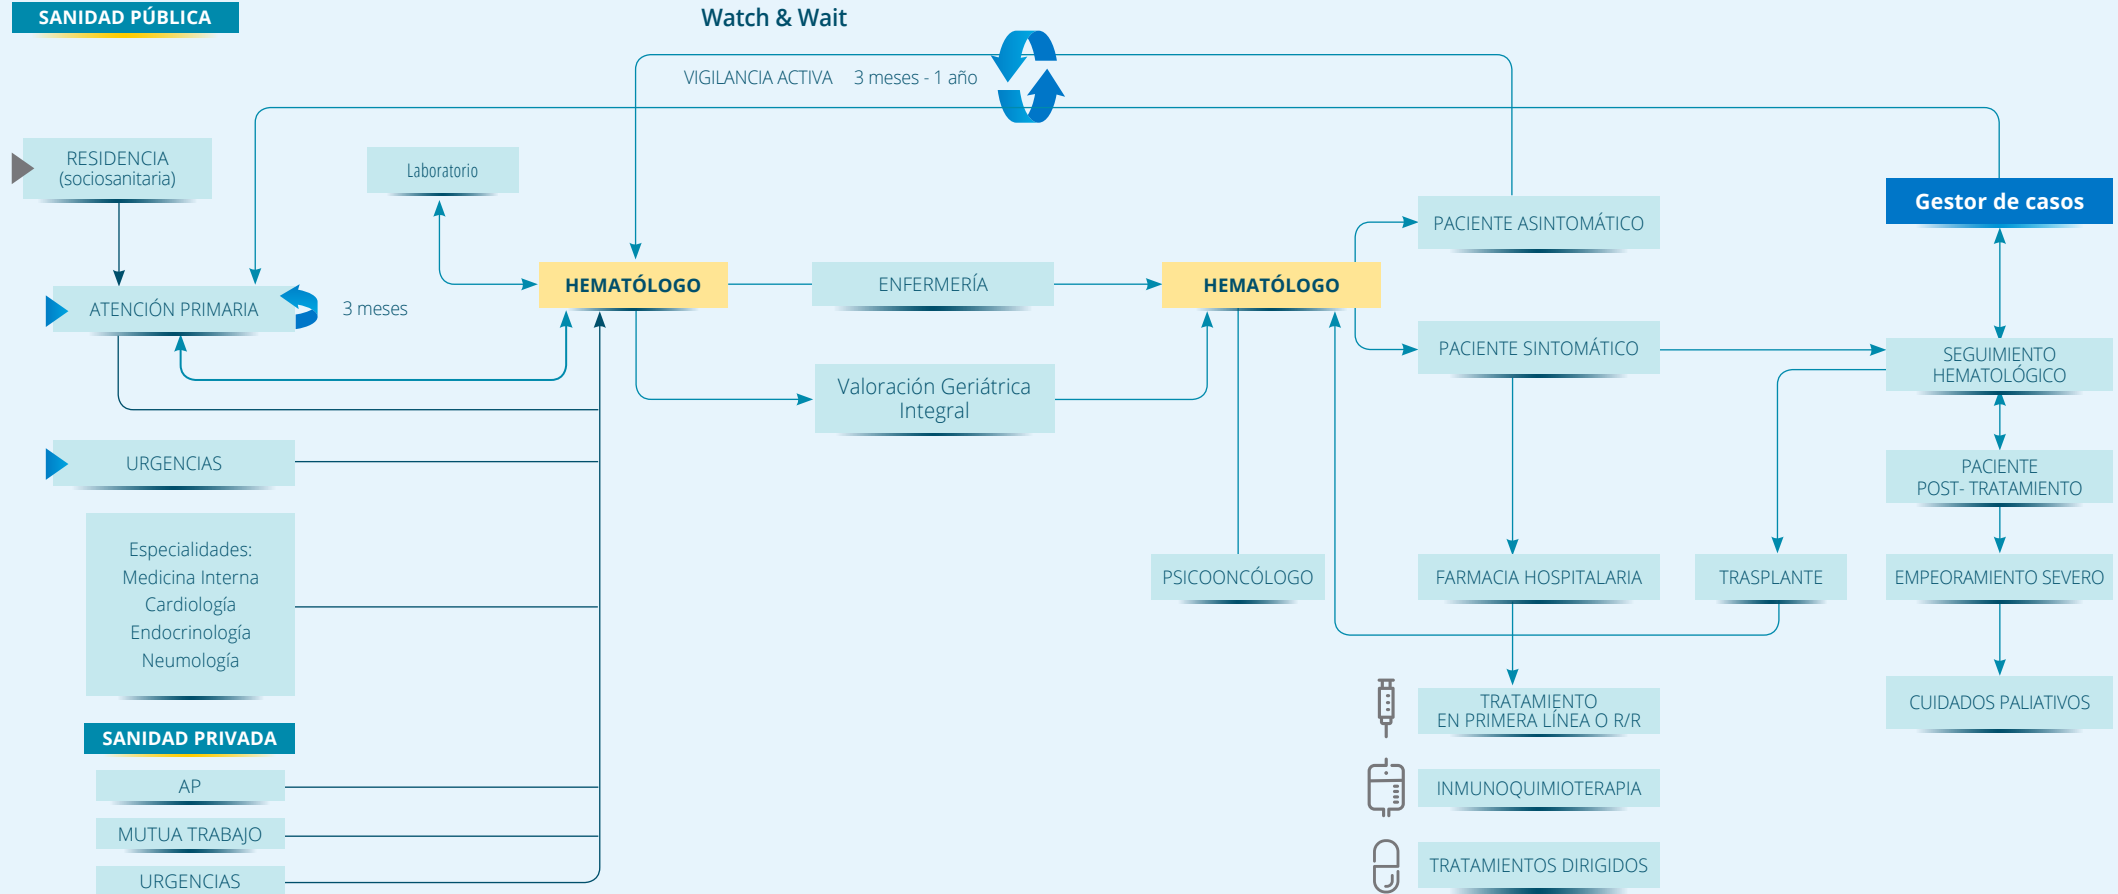 SANIDAD PÚBLICA
Watch & Wait
VIGILANCIA ACTIVA 3 meses - 1 año
RESIDENCIA
(sociosanitaria)
Laboratorio
Gestor de casos
PACIENTE ASINTOMÁTICO
HEMATÓLOGO
ENFERMERÍA
HEMATÓLOGO
ATENCIÓN PRIMARIA
3 meses
PACIENTE SINTOMÁTICO
SEGUIMIENTO
HEMATOLÓGICO
Valoración Geriátrica
Integral
URGENCIAS
PACIENTE
POST- TRATAMIENTO
Especialidades:
Medicina Interna
Cardiología
Endocrinología
Neumología
PSICOONCÓLOGO
FARMACIA HOSPITALARIA
TRASPLANTE
EMPEORAMIENTO SEVERO
TRATAMIENTO
EN PRIMERA LÍNEA O R/R
CUIDADOS PALIATIVOS
SANIDAD PRIVADA
AP
INMUNOQUIMIOTERAPIA
MUTUA TRABAJO
TRATAMIENTOS DIRIGIDOS
URGENCIAS